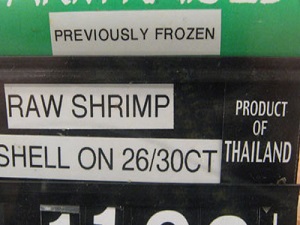 PREVIOUSLY FROZEN
RAW SHRIMP
SHELL ON 26/30CT
PRODUCT
OF
THAILAND